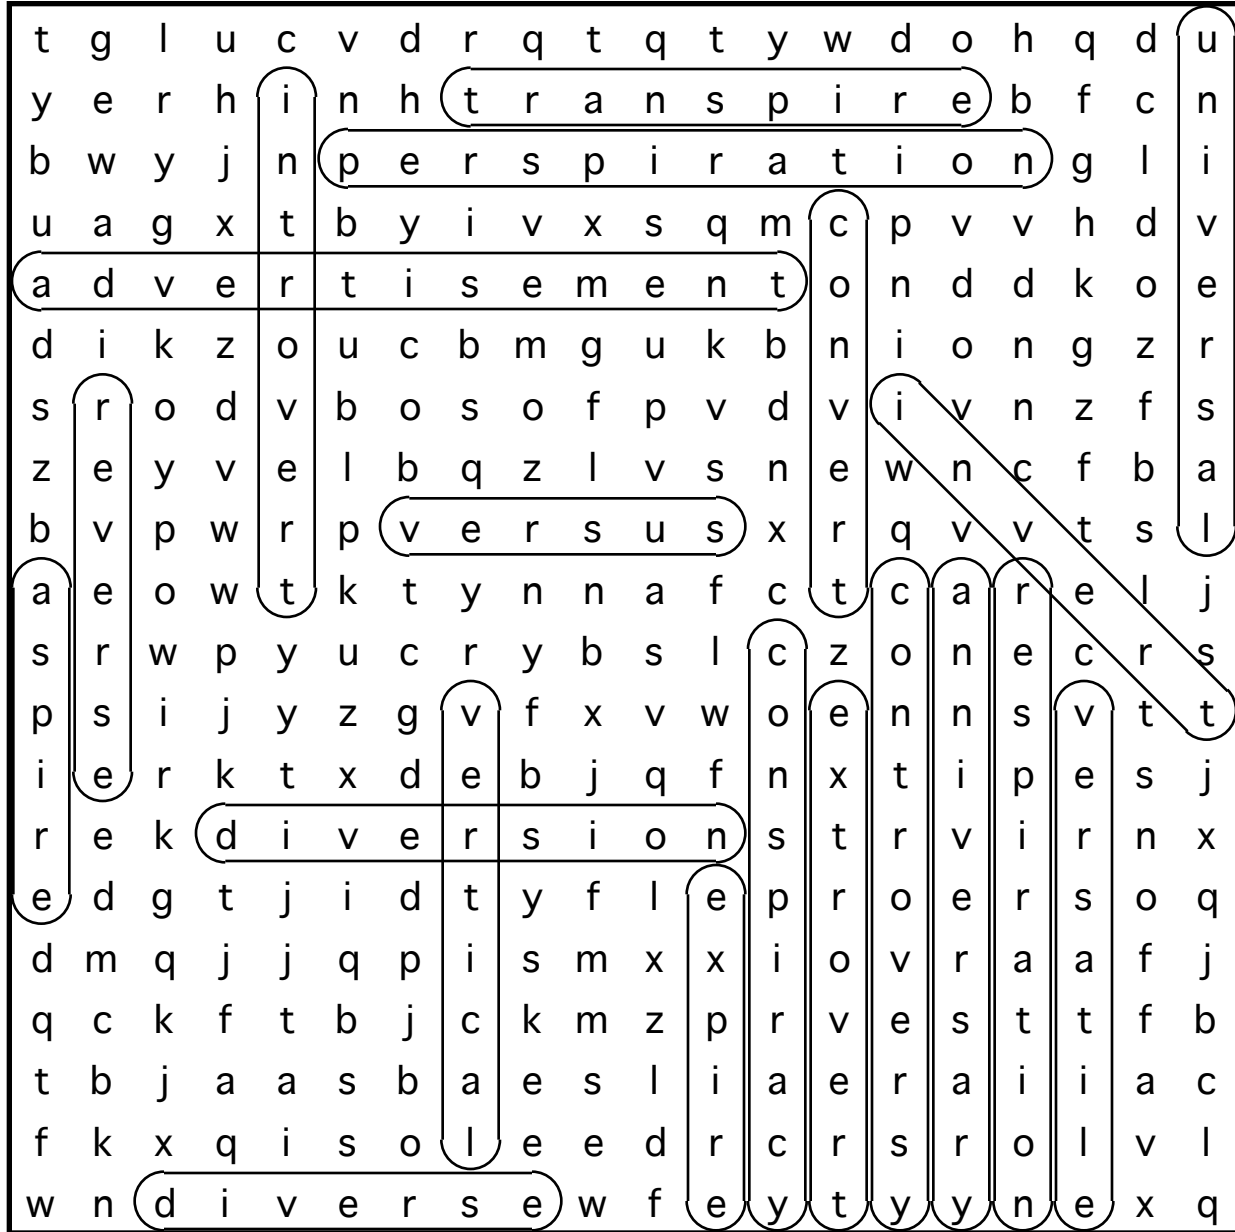 t g l u c v d r q t q t y w d o h q d u
y e r h i n h t r a n s p i r e b f c n
b w y j n p e r s p i r a t i o n g l i
u a g x t b y i v x s q m c p v v h d v
a d v e r t i s e m e n t o n d d k o e
d i k z o u c b m g u k b n i o n g z r
s r o d v b o s o f p v d v i v n z f s
z e y v e l b q z l v s n e w n c f b a
b v p w r p v e r s u s x r q v v t s l
a e o w t k t y n n a f c t c a r e l j
s r w p y u c r y b s l c z o n e c r s
p s i j y z g v f x v w o e n n s v t t
i e r k t x d e b j q f n x t i p e s j
r e k d i v e r s i o n s t r v i r n x
e d g t j i d t y f l e p r o e r s o q
d m q j j q p i s m x x i o v r a a f j
q c k f t b j c k m z p r v e s t t f b
t b j a a s b a e s l i a e r a i i a c
f k x q i s o l e e d r c r s r o l v l
w n d i v e r s e w f e y t y y n e x q